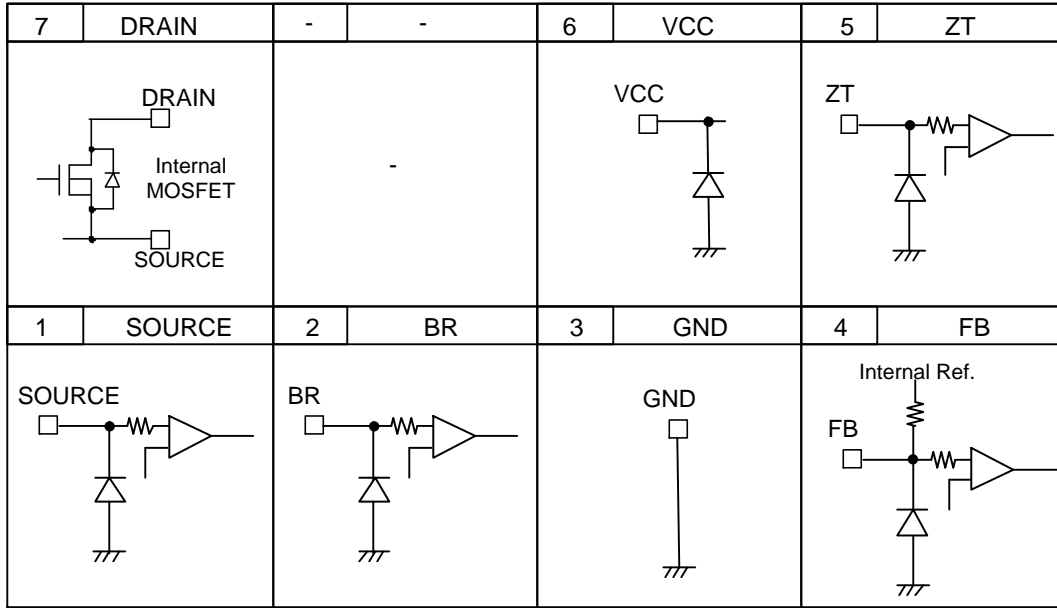 7 DRAIN - - 6 VCC 5 ZT
DRAIN
Internal
MOSFET
SOURCE
-
VCC
ZT
1 SOURCE 2 BR 3 GND 4 FB
SOURCE
BR
GND
Internal Ref.
FB